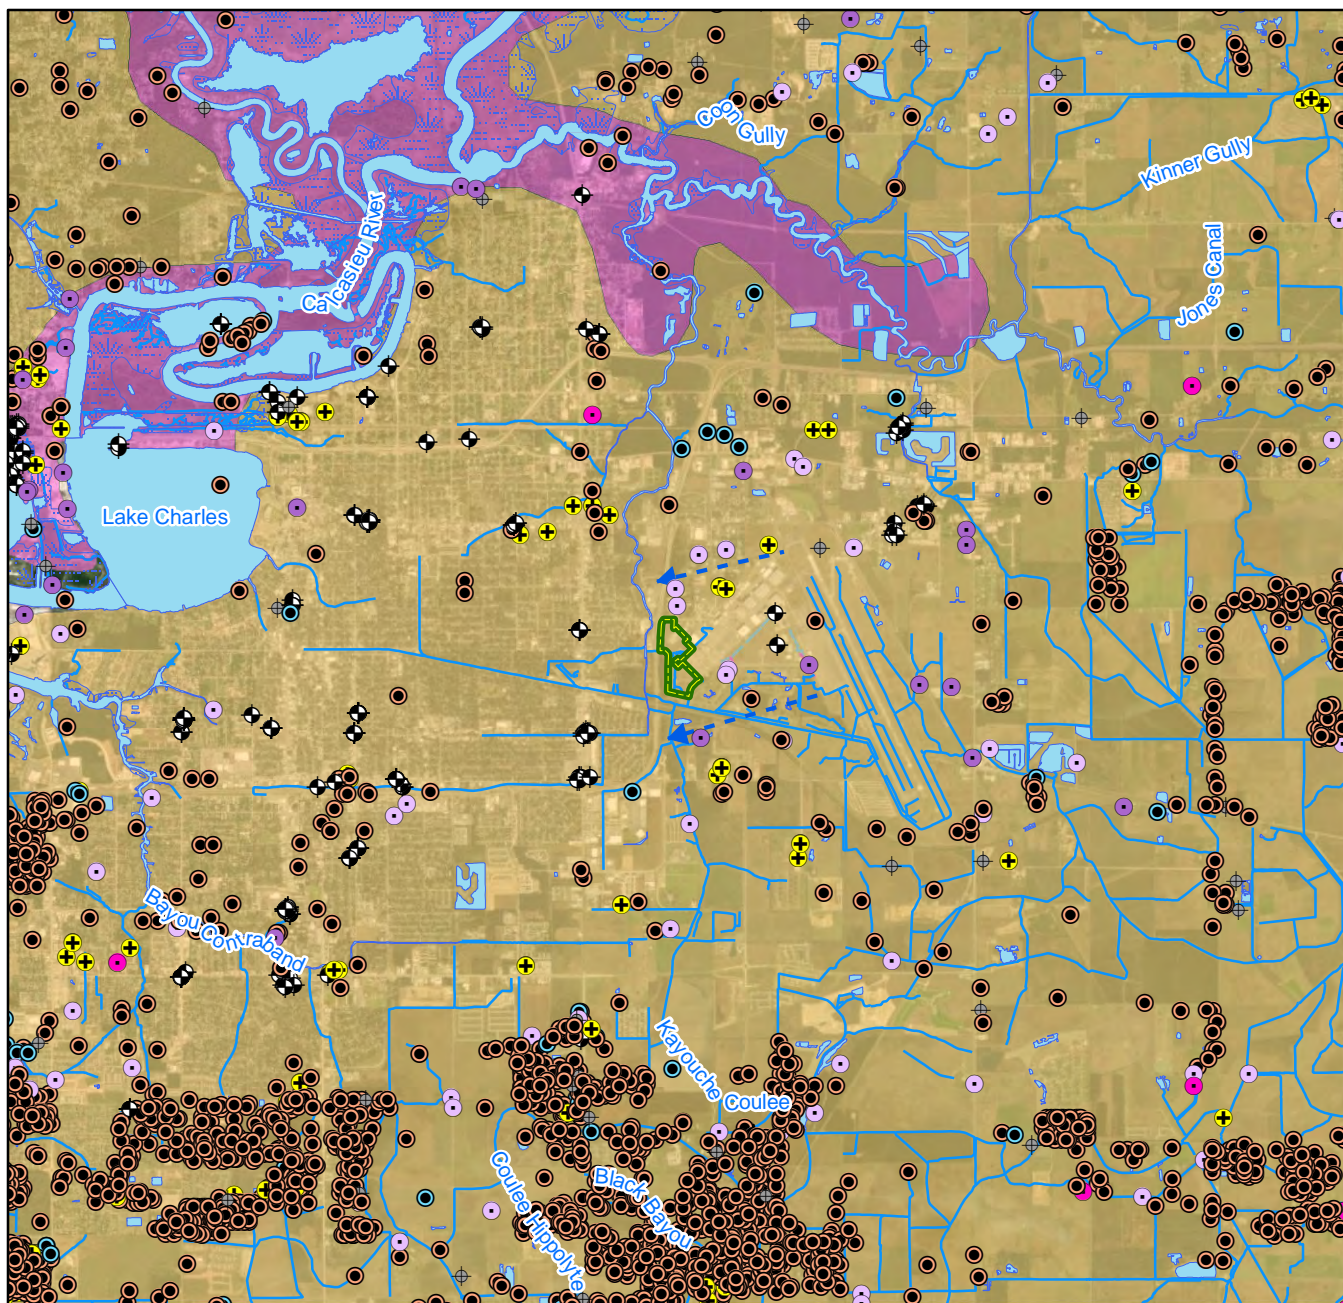 Coon Gully
Kinner Gully
Calcasieu River
Jones Canal
Lake Charles
Bayou Contraband
Kayouche Coulee
Coulee Hippolyte
Black Bayou